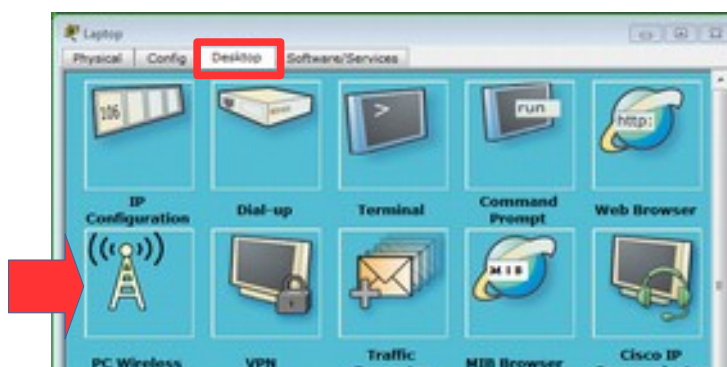 Laptop
Physical Config Desktop Software/Services
106
>
run
http:
IP
Configuration
Dial-up
Terminal
Command
Prompt
Web Browser
MIB
PC Wireless
VPN
Traffic
MIB Browser
Cisco IP